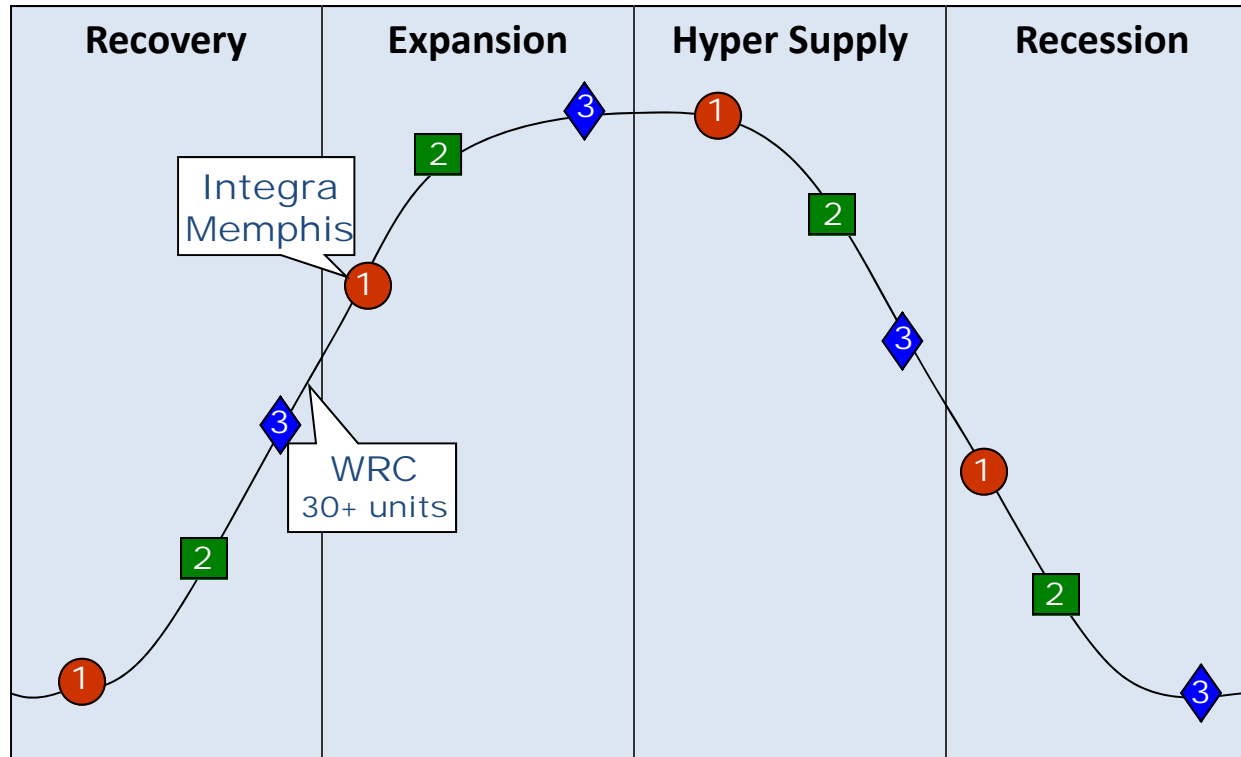 Recovery
Expansion
Hyper Supply
Recession
3
1
2
Integra
Memphis
2
1
3
3
WRC
30+ units
1
2
2
1
3